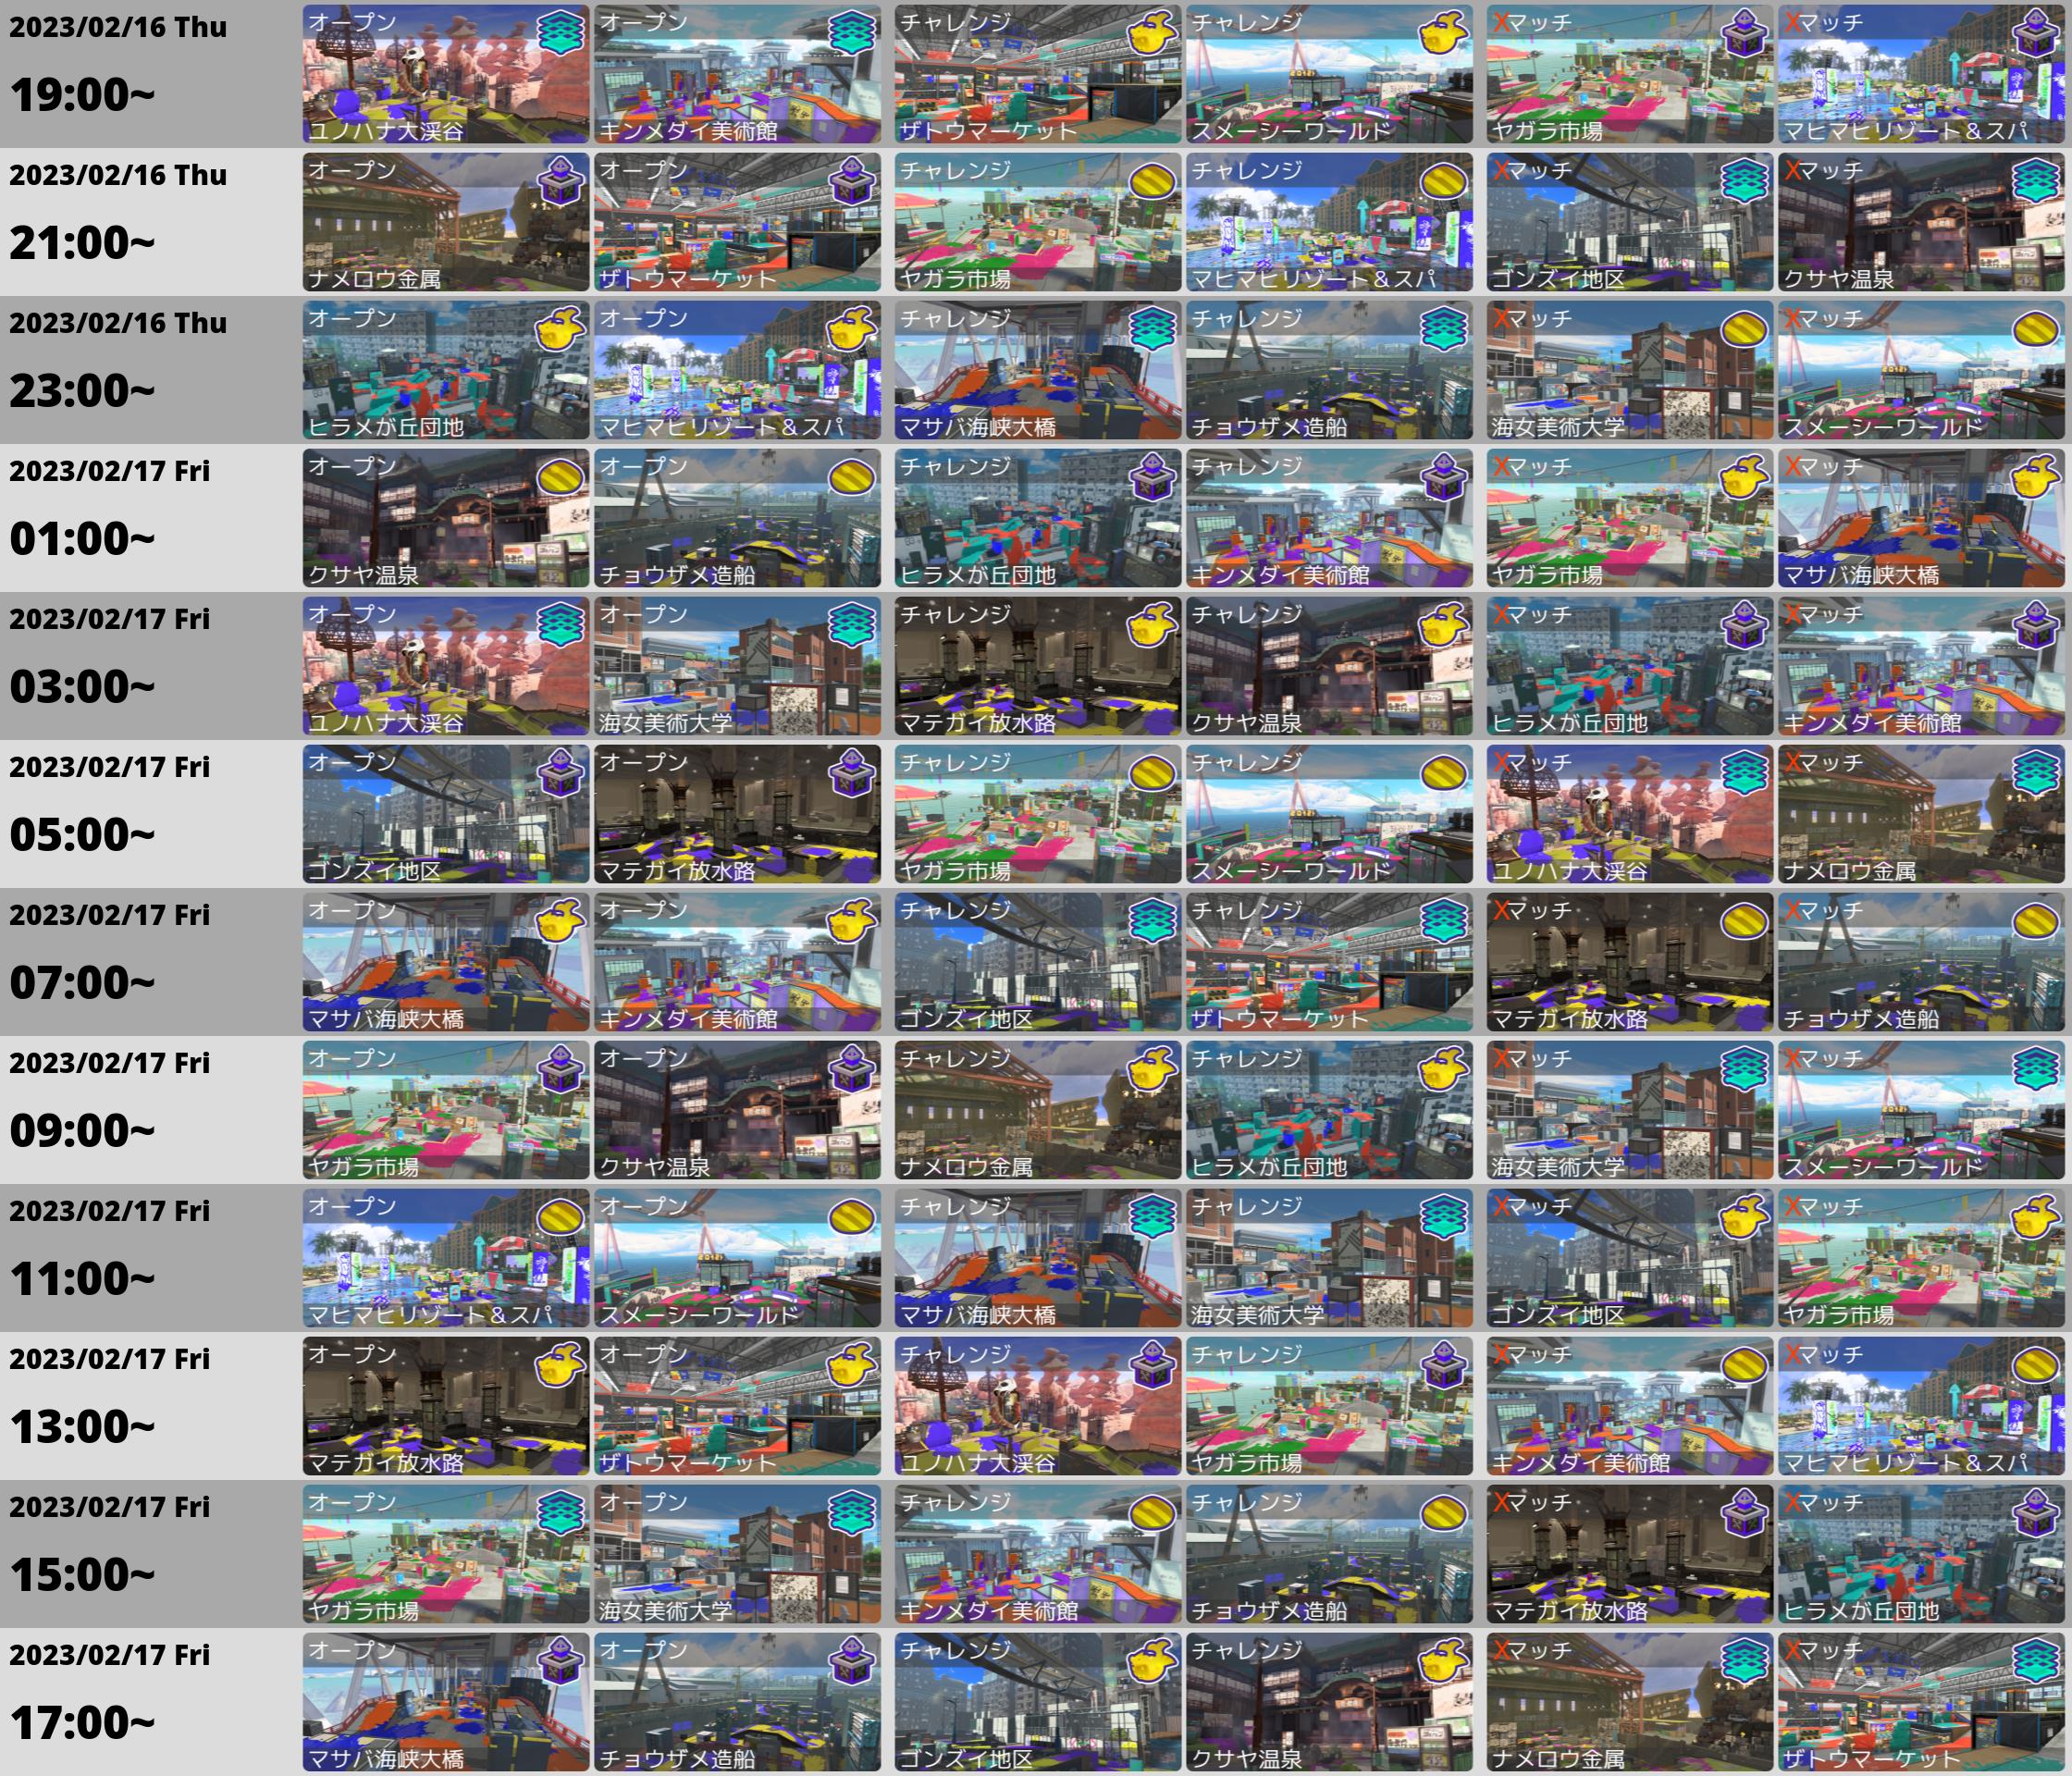 2023/02/16 Thu
19:00~
オープン オープン チャレンジ チャレンジ Xマッチ Xマッチ
ユノハナ大渓谷 キンメダイ美術館 ザトウマーケット スメーシーワールド ヤガラ市場 マヒマヒリゾート＆スパ
2023/02/16 Thu
21:00~
オープン オープン チャレンジ チャレンジ Xマッチ Xマッチ
ナメロウ金属 ザトウマーケット ヤガラ市場 マヒマヒリゾート＆スパ ゴンズイ地区 クサヤ温泉
2023/02/16 Thu
23:00~
オープン オープン チャレンジ チャレンジ Xマッチ Xマッチ
ヒラメが丘団地 マヒマヒリゾート＆スパ マサバ海峡大橋 チョウザメ造船 海女美術大学 スメーシーワールド
2023/02/17 Fri
01:00~
オープン オープン チャレンジ チャレンジ Xマッチ Xマッチ
クサヤ温泉 チョウザメ造船 ヒラメが丘団地 キンメダイ美術館 ヤガラ市場 マサバ海峡大橋
2023/02/17 Fri
03:00~
オープン オープン チャレンジ チャレンジ Xマッチ Xマッチ
ユノハナ大渓谷 海女美術大学 マテガイ放水路 クサヤ温泉 ヒラメが丘団地 キンメダイ美術館
2023/02/17 Fri
05:00~
オープン オープン チャレンジ チャレンジ Xマッチ Xマッチ
ゴンズイ地区 マテガイ放水路 ヤガラ市場 スメーシーワールド ユノハナ大渓谷 ナメロウ金属
2023/02/17 Fri
07:00~
オープン オープン チャレンジ チャレンジ Xマッチ Xマッチ
マサバ海峡大橋 キンメダイ美術館 ゴンズイ地区 ザトウマーケット マテガイ放水路 チョウザメ造船
2023/02/17 Fri
09:00~
オープン オープン チャレンジ チャレンジ Xマッチ Xマッチ
ヤガラ市場 クサヤ温泉 ナメロウ金属 ヒラメが丘団地 海女美術大学 スメーシーワールド
2023/02/17 Fri
11:00~
オープン オープン チャレンジ チャレンジ Xマッチ Xマッチ
マヒマヒリゾート＆スパ スメーシーワールド マサバ海峡大橋 海女美術大学 ゴンズイ地区 ヤガラ市場
2023/02/17 Fri
13:00~
オープン オープン チャレンジ チャレンジ Xマッチ Xマッチ
マテガイ放水路 ザトウマーケット ユノハナ大渓谷 ヤガラ市場 キンメダイ美術館 マヒマヒリゾート＆スパ
2023/02/17 Fri
15:00~
オープン オープン チャレンジ チャレンジ Xマッチ Xマッチ
ヤガラ市場 海女美術大学 キンメダイ美術館 チョウザメ造船 マテガイ放水路 ヒラメが丘団地
2023/02/17 Fri
17:00~
オープン オープン チャレンジ チャレンジ Xマッチ Xマッチ
マサバ海峡大橋 チョウザメ造船 ゴンズイ地区 クサヤ温泉 ナメロウ金属 ザトウマーケット